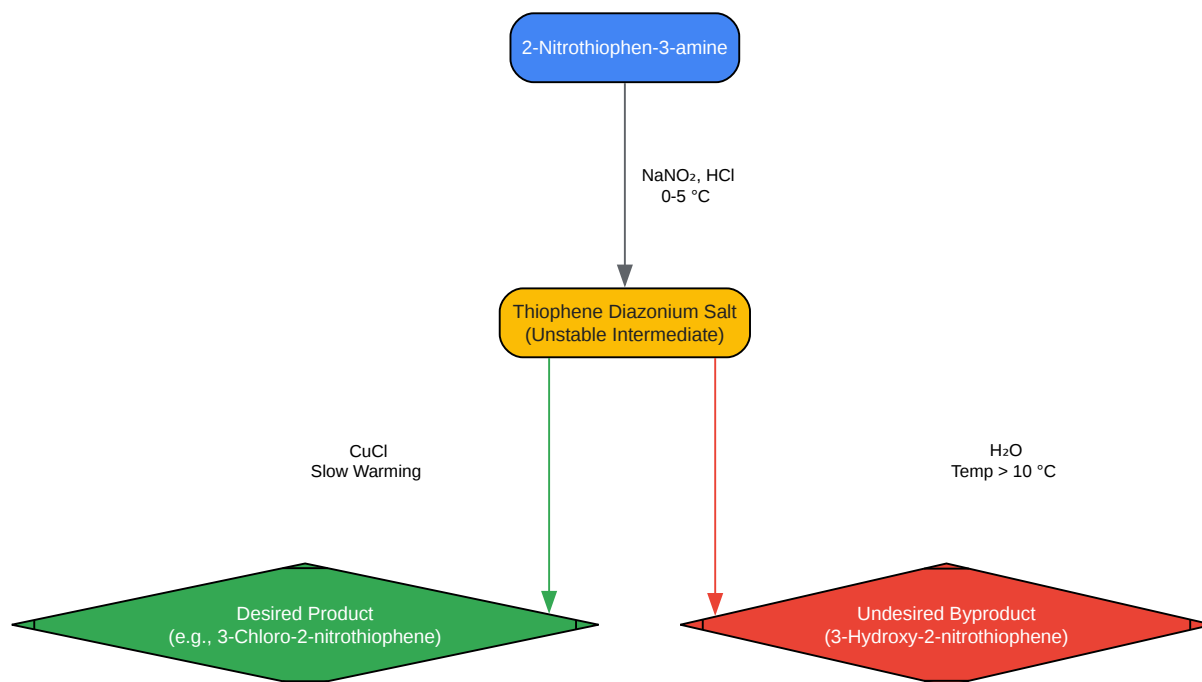 2-Nitrothiophen-3-amine
NaNO₂, HCl
0-5 °C
Thiophene Diazonium Salt
(Unstable Intermediate)
CuCl
Slow Warming
H₂O
Temp > 10 °C
Desired Product
(e.g., 3-Chloro-2-nitrothiophene)
Undesired Byproduct
(3-Hydroxy-2-nitrothiophene)